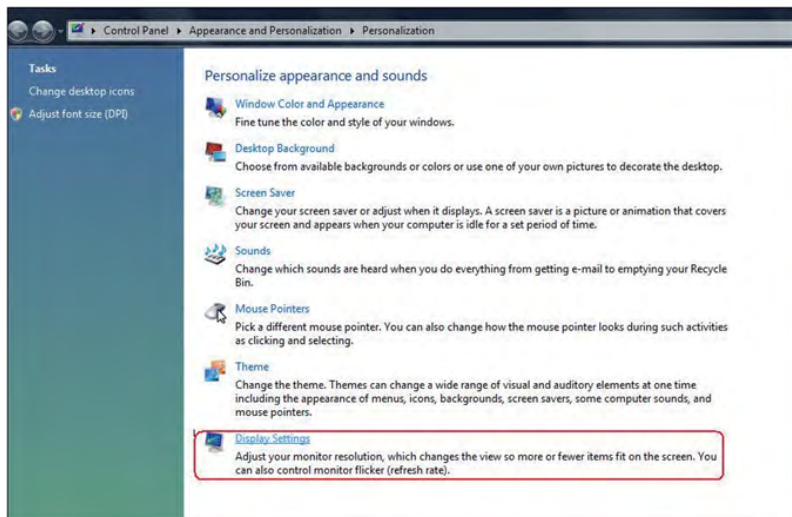 Control Panel ▸ Appearance and Personalization ▸ Personalization
Tasks
Change desktop icons
Adjust font size (DPI)
Personalize appearance and sounds
Window Color and Appearance
Fine tune the color and style of your windows.
Desktop Background
Choose from available backgrounds or colors or use one of your own pictures to decorate the desktop.
Screen Saver
Change your screen saver or adjust when it displays. A screen saver is a picture or animation that covers
your screen and appears when your computer is idle for a set period of time.
Sounds
Change which sounds are heard when you do everything from getting e-mail to emptying your Recycle
Bin.
Mouse Pointers
Pick a different mouse pointer. You can also change how the mouse pointer looks during such activities
as clicking and selecting.
Theme
Change the theme. Themes can change a wide range of visual and auditory elements at one time
including the appearance of menus, icons, backgrounds, screen savers, some computer sounds, and
mouse pointers.
Display Settings
Adjust your monitor resolution, which changes the view so more or fewer items fit on the screen. You
can also control monitor flicker (refresh rate).